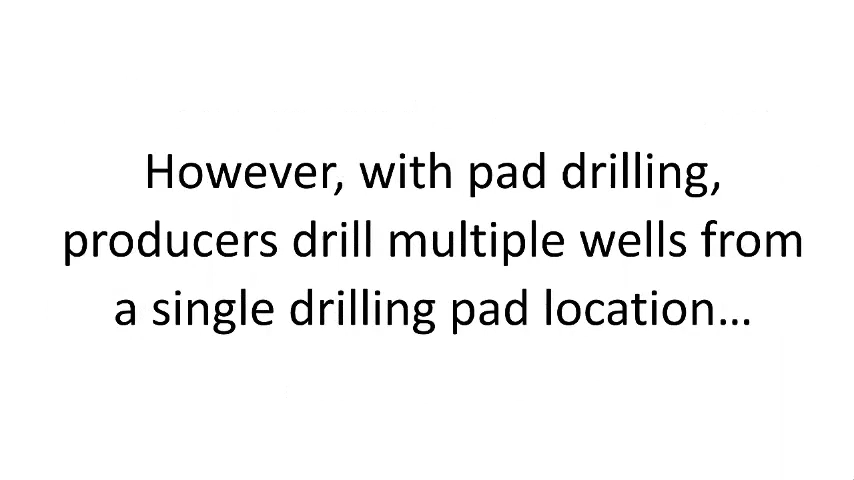 However, with pad drilling,
producers drill multiple wells from
a single drilling pad location…